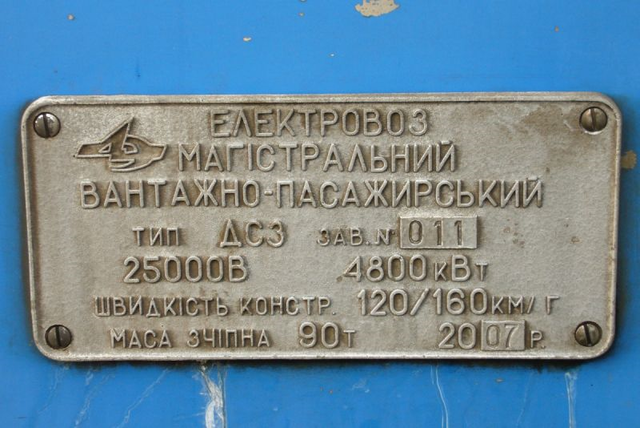 ЕЛЕКТРОВОЗ
МАГІСТРАЛЬНИЙ
ВАНТАЖНО-ПАСАЖИРСЬКИЙ
ТИП ДС3 ЗАВ.№ 011
25000В 4800кВт
ШВИДКІСТЬ КОНСТР. 120/160КМ/Г
МАСА ЗЧІПНА 90Т 2007Р.